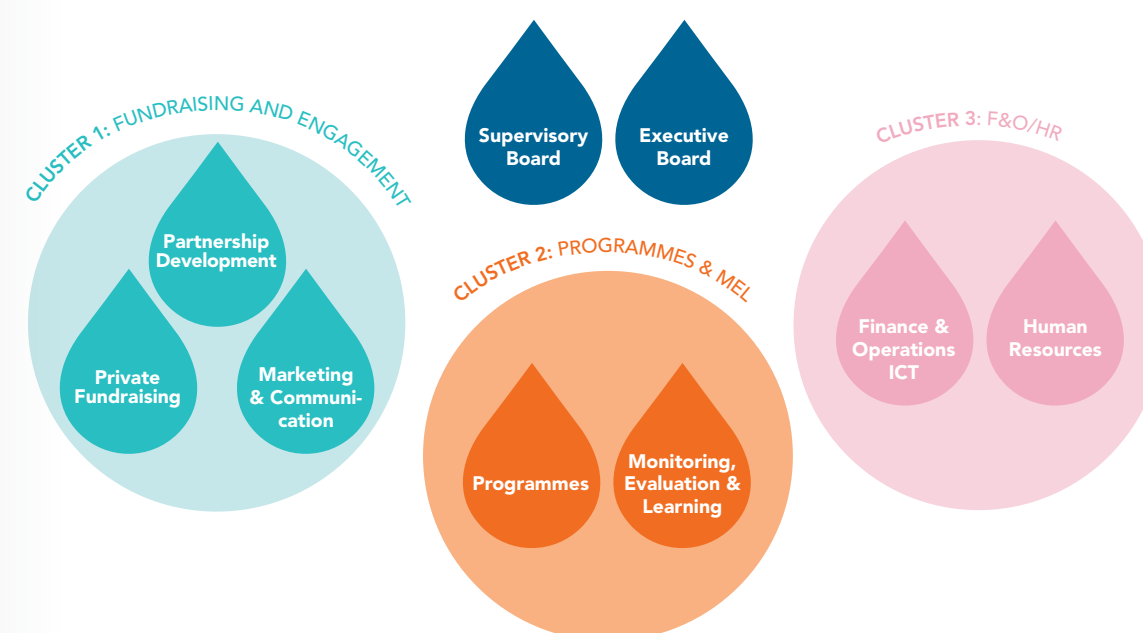 Supervisory
Board
Executive
Board
CLUSTER 1: FUNDRAISING AND ENGAGEMENT
Partnership
Development
Private
Fundraising
Marketing
& Communi-
cation
CLUSTER 2: PROGRAMMES & MEL
Programmes
Monitoring,
Evaluation &
Learning
CLUSTER 3: F&O/HR
Finance &
Operations
ICT
Human
Resources